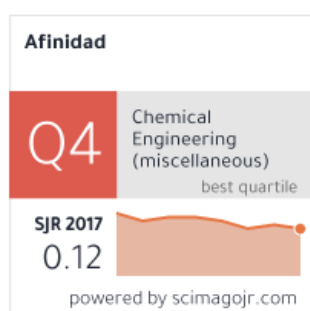 Afinidad
Q4
Chemical
Engineering
(miscellaneous)
best quartile
SJR 2017
0.12
powered by scimagojr.com